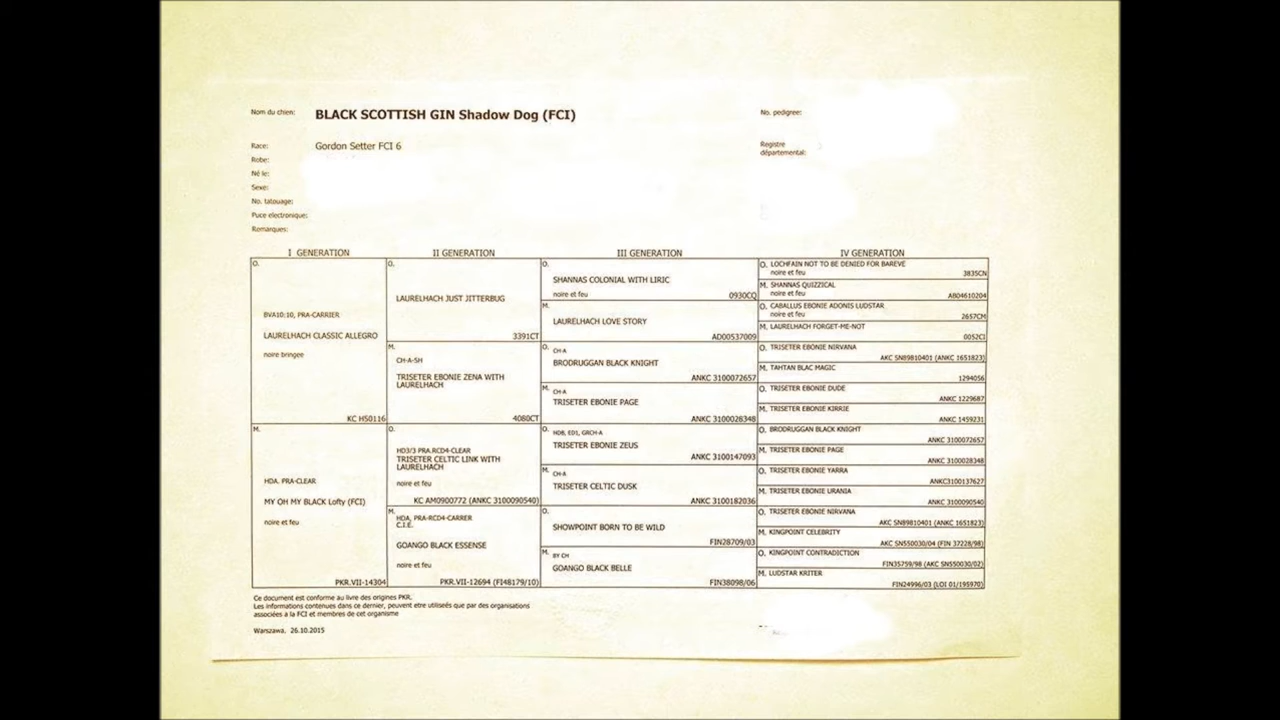 Nom du chien: BLACK SCOTTISH GIN Shadow Dog (FCI) No. pedigree:
Race: Gordon Setter FCI 6 Registre
départemental:
Robe:
Né le:
Sexe:
No. tatouage:
Puce electronique:
Remarques:
I GENERATION II GENERATION III GENERATION IV GENERATION
O.
BVA10:10, PRA-CARRIER
LAURELHACH CLASSIC ALLEGRO
noire bringee
KC H50116
M.
HDA. PRA-CLEAR
MY OH MY BLACK Lofty (FCI)
noire et feu
PKR.VII-14304
O.
LAURELHACH JUST JITTERBUG
3391CT
M.
CH-A-SH
TRISETER EBONIE ZENA WITH
LAURELHACH
4080CT
O.
HD3/3 PRA.RCD4-CLEAR
TRISETER CELTIC LINK WITH
LAURELHACH
noire et feu
KC AM0900772 (ANKC 3100090540)
M.
HDA, PRA-RCD4-CARRER
C.I.E.
GOANGO BLACK ESSENSE
noire et feu
PKR.VII-12694 (FI48179/10)
O.
SHANNAS COLONIAL WITH LIRIC
noire et feu
0930CQ
M.
LAURELHACH LOVE STORY
AD00537009
O. CH-A
BRODRUGGAN BLACK KNIGHT
ANKC 3100072657
M. CH-A
TRISETER EBONIE PAGE
ANKC 3100028348
O. HDB, ED1, GRCH-A
TRISETER EBONIE ZEUS
ANKC 3100147093
M. CH-A
TRISETER CELTIC DUSK
ANKC 3100182036
O.
SHOWPOINT BORN TO BE WILD
FIN28709/03
M. BY CH
GOANGO BLACK BELLE
FIN38098/06
O. LOCHFAIN NOT TO BE DENIED FOR BAREVE
noire et feu
3835CN
M. SHANNAS QUIZZICAL
noire et feu
AB04610204
O. CABALLUS EBONIE ADONIS LUDSTAR
noire et feu
2657CM
M. LAURELHACH FORGET-ME-NOT
0052CI
O. TRISETER EBONIE NIRVANA
AKC SN89810401 (ANKC 1651823)
M. TAHTAN BLAC MAGIC
1294056
O. TRISETER EBONIE DUDE
ANKC 1229687
M. TRISETER EBONIE KIRRIE
ANKC 1459231
O. BRODRUGGAN BLACK KNIGHT
ANKC 3100072657
M. TRISETER EBONIE PAGE
ANKC 3100028348
O. TRISETER EBONIE YARRA
ANKC3100137627
M. TRISETER EBONIE URANIA
ANKC 3100090540
O. TRISETER EBONIE NIRVANA
AKC SN89810401 (ANKC 1651823)
M. KINGPOINT CELEBRITY
AKC SN550030/04 (FIN 37228/98)
O. KINGPOINT CONTRADICTION
FIN35759/98 (AKC SN550030/02)
M. LUDSTAR KRITER
FIN24996/03 (LOI 01/195970)
Ce document est conforme au livre des origines PKR.
Les informations contenues dans ce dernier, peuvent etre utiliseés que par des organisations
associées á la FCI et membres de cet organisme
Warszawa, 26.10.2015